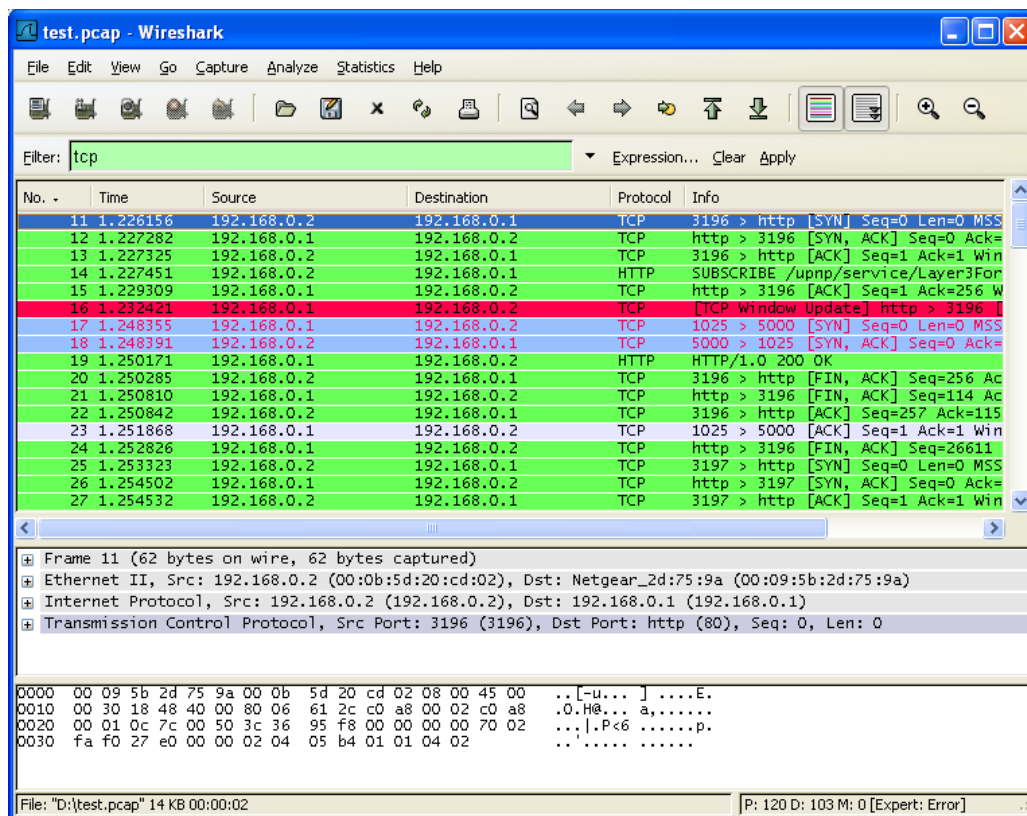 test.pcap - Wireshark
File Edit View Go Capture Analyze Statistics Help
Filter: tcp Expression... Clear Apply
No. Time Source Destination Protocol Info
11 1.226156 192.168.0.2 192.168.0.1 TCP 3196 > http [SYN] Seq=0 Len=0 MSS
12 1.227282 192.168.0.1 192.168.0.2 TCP http > 3196 [SYN, ACK] Seq=0 Ack=
13 1.227325 192.168.0.2 192.168.0.1 TCP 3196 > http [ACK] Seq=1 Ack=1 Win
14 1.227451 192.168.0.2 192.168.0.1 HTTP SUBSCRIBE /upnp/service/Layer3For
15 1.229309 192.168.0.1 192.168.0.2 TCP http > 3196 [ACK] Seq=1 Ack=256 W
16 1.232421 192.168.0.1 192.168.0.2 TCP [TCP Window Update] http > 3196 [
17 1.248355 192.168.0.1 192.168.0.2 TCP 1025 > 5000 [SYN] Seq=0 Len=0 MSS
18 1.248391 192.168.0.2 192.168.0.1 TCP 5000 > 1025 [SYN, ACK] Seq=0 Ack=
19 1.250171 192.168.0.1 192.168.0.2 HTTP HTTP/1.0 200 OK
20 1.250285 192.168.0.2 192.168.0.1 TCP 3196 > http [FIN, ACK] Seq=256 Ac
21 1.250810 192.168.0.1 192.168.0.2 TCP http > 3196 [FIN, ACK] Seq=114 Ac
22 1.250842 192.168.0.2 192.168.0.1 TCP 3196 > http [ACK] Seq=257 Ack=115
23 1.251868 192.168.0.1 192.168.0.2 TCP 1025 > 5000 [ACK] Seq=1 Ack=1 Win
24 1.252826 192.168.0.1 192.168.0.2 TCP http > 3196 [FIN, ACK] Seq=26611
25 1.253323 192.168.0.2 192.168.0.1 TCP 3197 > http [SYN] Seq=0 Len=0 MSS
26 1.254502 192.168.0.1 192.168.0.2 TCP http > 3197 [SYN, ACK] Seq=0 Ack=
27 1.254532 192.168.0.2 192.168.0.1 TCP 3197 > http [ACK] Seq=1 Ack=1 Win
Frame 11 (62 bytes on wire, 62 bytes captured)
Ethernet II, Src: 192.168.0.2 (00:0b:5d:20:cd:02), Dst: Netgear_2d:75:9a (00:09:5b:2d:75:9a)
Internet Protocol, Src: 192.168.0.2 (192.168.0.2), Dst: 192.168.0.1 (192.168.0.1)
Transmission Control Protocol, Src Port: 3196 (3196), Dst Port: http (80), Seq: 0, Len: 0
0000 00 09 5b 2d 75 9a 00 0b 5d 20 cd 02 08 00 45 00 ..[-u... ] ....E.
0010 00 30 18 48 40 00 80 06 61 2c c0 a8 00 02 c0 a8 .0.H@... a,......
0020 00 01 0c 7c 00 50 3c 36 95 f8 00 00 00 00 70 02 ...|.P<6 ......p.
0030 fa f0 27 e0 00 00 02 04 05 b4 01 01 04 02 ..'..... ......
File: "D:\test.pcap" 14 KB 00:00:02 P: 120 D: 103 M: 0 [Expert: Error]